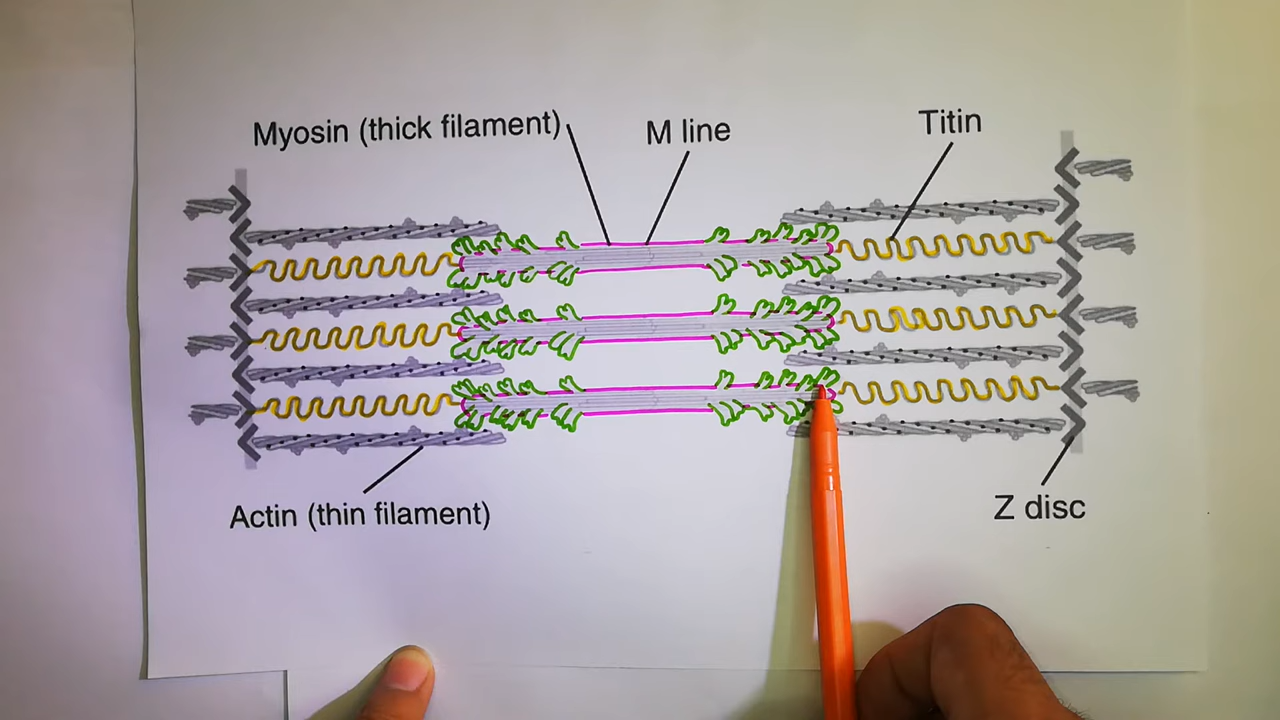 Myosin (thick filament)
M line
Titin
Actin (thin filament)
Z disc